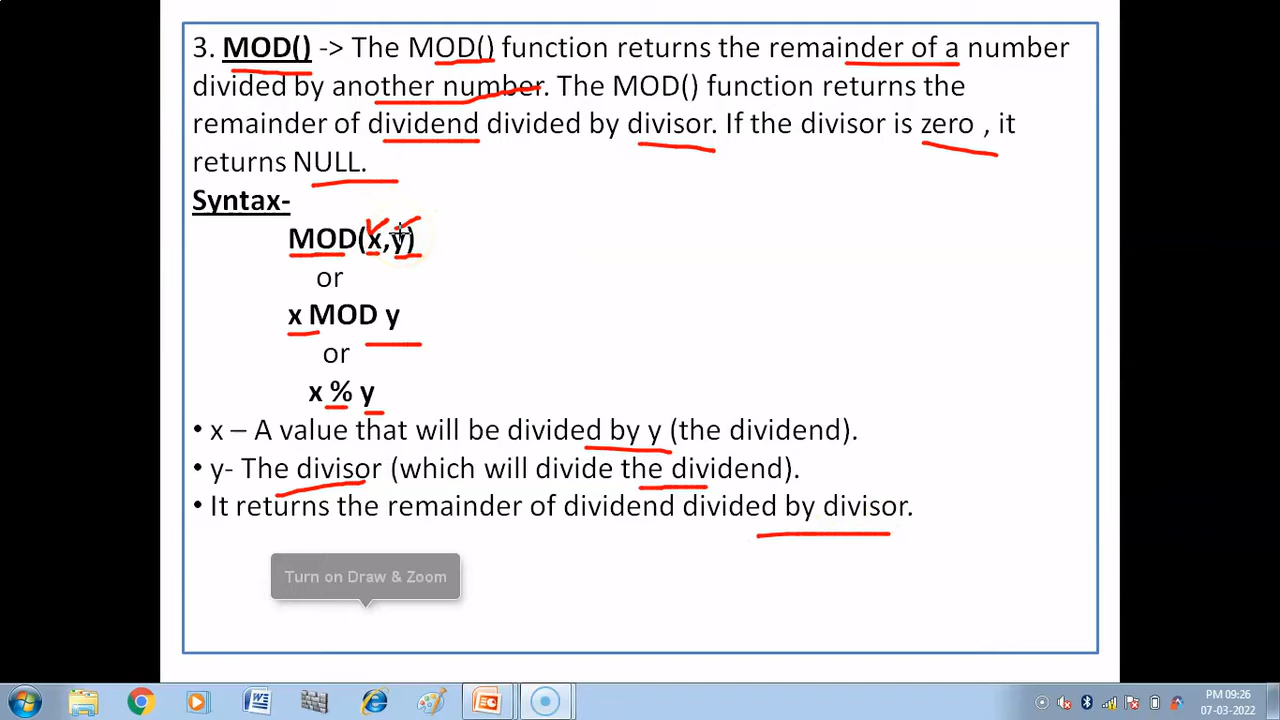 3. MOD() -> The MOD() function returns the remainder of a number
divided by another number. The MOD() function returns the
remainder of dividend divided by divisor. If the divisor is zero , it
returns NULL.
Syntax-
MOD(x,y)
or
x MOD y
or
x % y
• x – A value that will be divided by y (the dividend).
• y- The divisor (which will divide the dividend).
• It returns the remainder of dividend divided by divisor.
Turn on Draw & Zoom
PM 09:26
07-03-2022